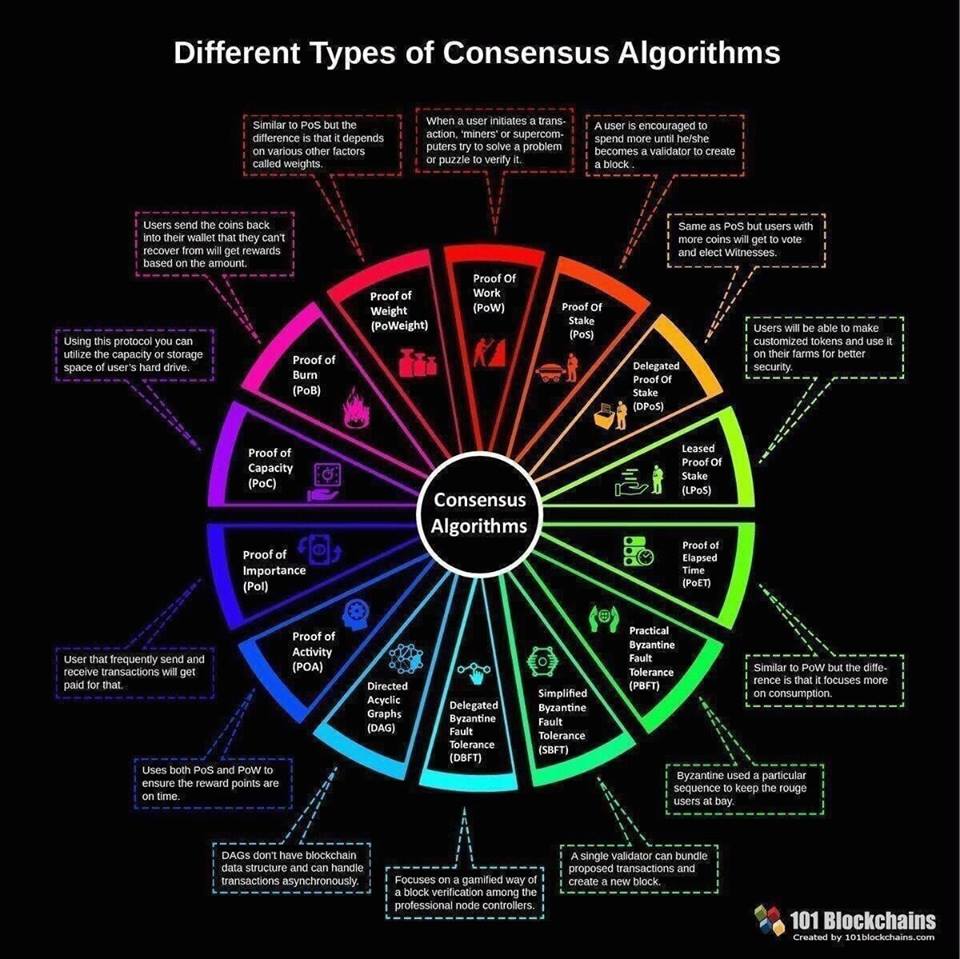 Different Types of Consensus Algorithms
Similar to PoS but the
difference is that it depends
on various other factors
called weights.
When a user initiates a trans-
action, 'miners' or supercom-
puters try to solve a problem
or puzzle to verify it.
A user is encouraged to
spend more until he/she
becomes a validator to create
a block .
Users send the coins back
into their wallet that they can't
recover from will get rewards
based on the amount.
Same as PoS but users with
more coins will get to vote
and elect Witnesses.
Using this protocol you can
utilize the capacity or storage
space of user's hard drive.
Users will be able to make
customized tokens and use it
on their farms for better
security.
Proof of
Weight
(PoWeight)
Proof Of
Work
(PoW)
Proof Of
Stake
(PoS)
Proof of
Burn
(PoB)
Delegated
Proof Of
Stake
(DPoS)
Proof of
Capacity
(PoC)
Leased
Proof Of
Stake
(LPoS)
Consensus
Algorithms
Proof of
Importance
(PoI)
Proof of
Elapsed
Time
(PoET)
Proof of
Activity
(POA)
Practical
Byzantine
Fault
Tolerance
(PBFT)
Directed
Acyclic
Graphs
(DAG)
Delegated
Byzantine
Fault
Tolerance
(DBFT)
Simplified
Byzantine
Fault
Tolerance
(SBFT)
User that frequently send and
receive transactions will get
paid for that.
Similar to PoW but the diffe-
rence is that it focuses more
on consumption.
Uses both PoS and PoW to
ensure the reward points are
on time.
Byzantine used a particular
sequence to keep the rouge
users at bay.
DAGs don't have blockchain
data structure and can handle
transactions asynchronously.
Focuses on a gamified way of
a block verification among the
professional node controllers.
A single validator can bundle
proposed transactions and
create a new block.
101 Blockchains
Created by 101blockchains.com